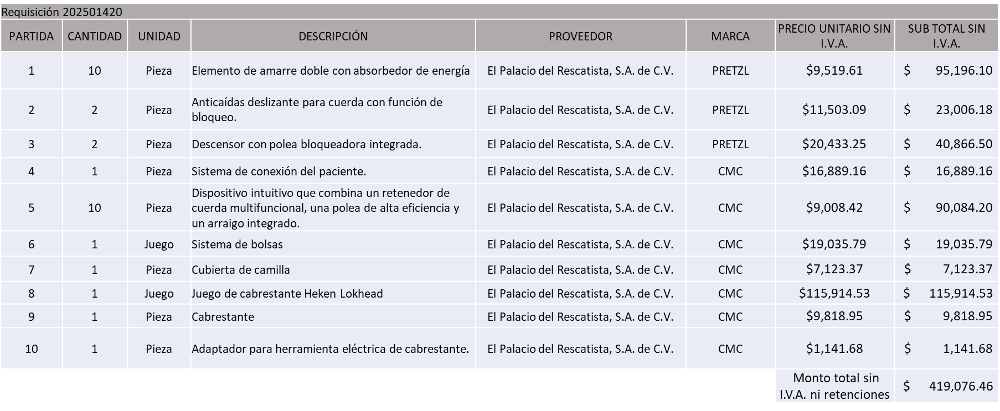 Requisición 202501420
PARTIDA CANTIDAD UNIDAD DESCRIPCIÓN PROVEEDOR MARCA PRECIO UNITARIO SIN I.V.A. SUB TOTAL SIN I.V.A.
1 10 Pieza Elemento de amarre doble con absorbedor de energía El Palacio del Rescatista, S.A. de C.V. PRETZL $9,519.61 $ 95,196.10
2 2 Pieza Anticaídas deslizante para cuerda con función de bloqueo. El Palacio del Rescatista, S.A. de C.V. PRETZL $11,503.09 $ 23,006.18
3 2 Pieza Descensor con polea bloqueadora integrada. El Palacio del Rescatista, S.A. de C.V. PRETZL $20,433.25 $ 40,866.50
4 1 Pieza Sistema de conexión del paciente. El Palacio del Rescatista, S.A. de C.V. CMC $16,889.16 $ 16,889.16
5 10 Pieza Dispositivo intuitivo que combina un retenedor de cuerda multifuncional, una polea de alta eficiencia y un arraigo integrado. El Palacio del Rescatista, S.A. de C.V. CMC $9,008.42 $ 90,084.20
6 1 Juego Sistema de bolsas El Palacio del Rescatista, S.A. de C.V. CMC $19,035.79 $ 19,035.79
7 1 Pieza Cubierta de camilla El Palacio del Rescatista, S.A. de C.V. CMC $7,123.37 $ 7,123.37
8 1 Juego Juego de cabrestante Heken Lokhead El Palacio del Rescatista, S.A. de C.V. CMC $115,914.53 $ 115,914.53
9 1 Pieza Cabrestante El Palacio del Rescatista, S.A. de C.V. CMC $9,818.95 $ 9,818.95
10 1 Pieza Adaptador para herramienta eléctrica de cabrestante. El Palacio del Rescatista, S.A. de C.V. CMC $1,141.68 $ 1,141.68
Monto total sin I.V.A. ni retenciones $ 419,076.46